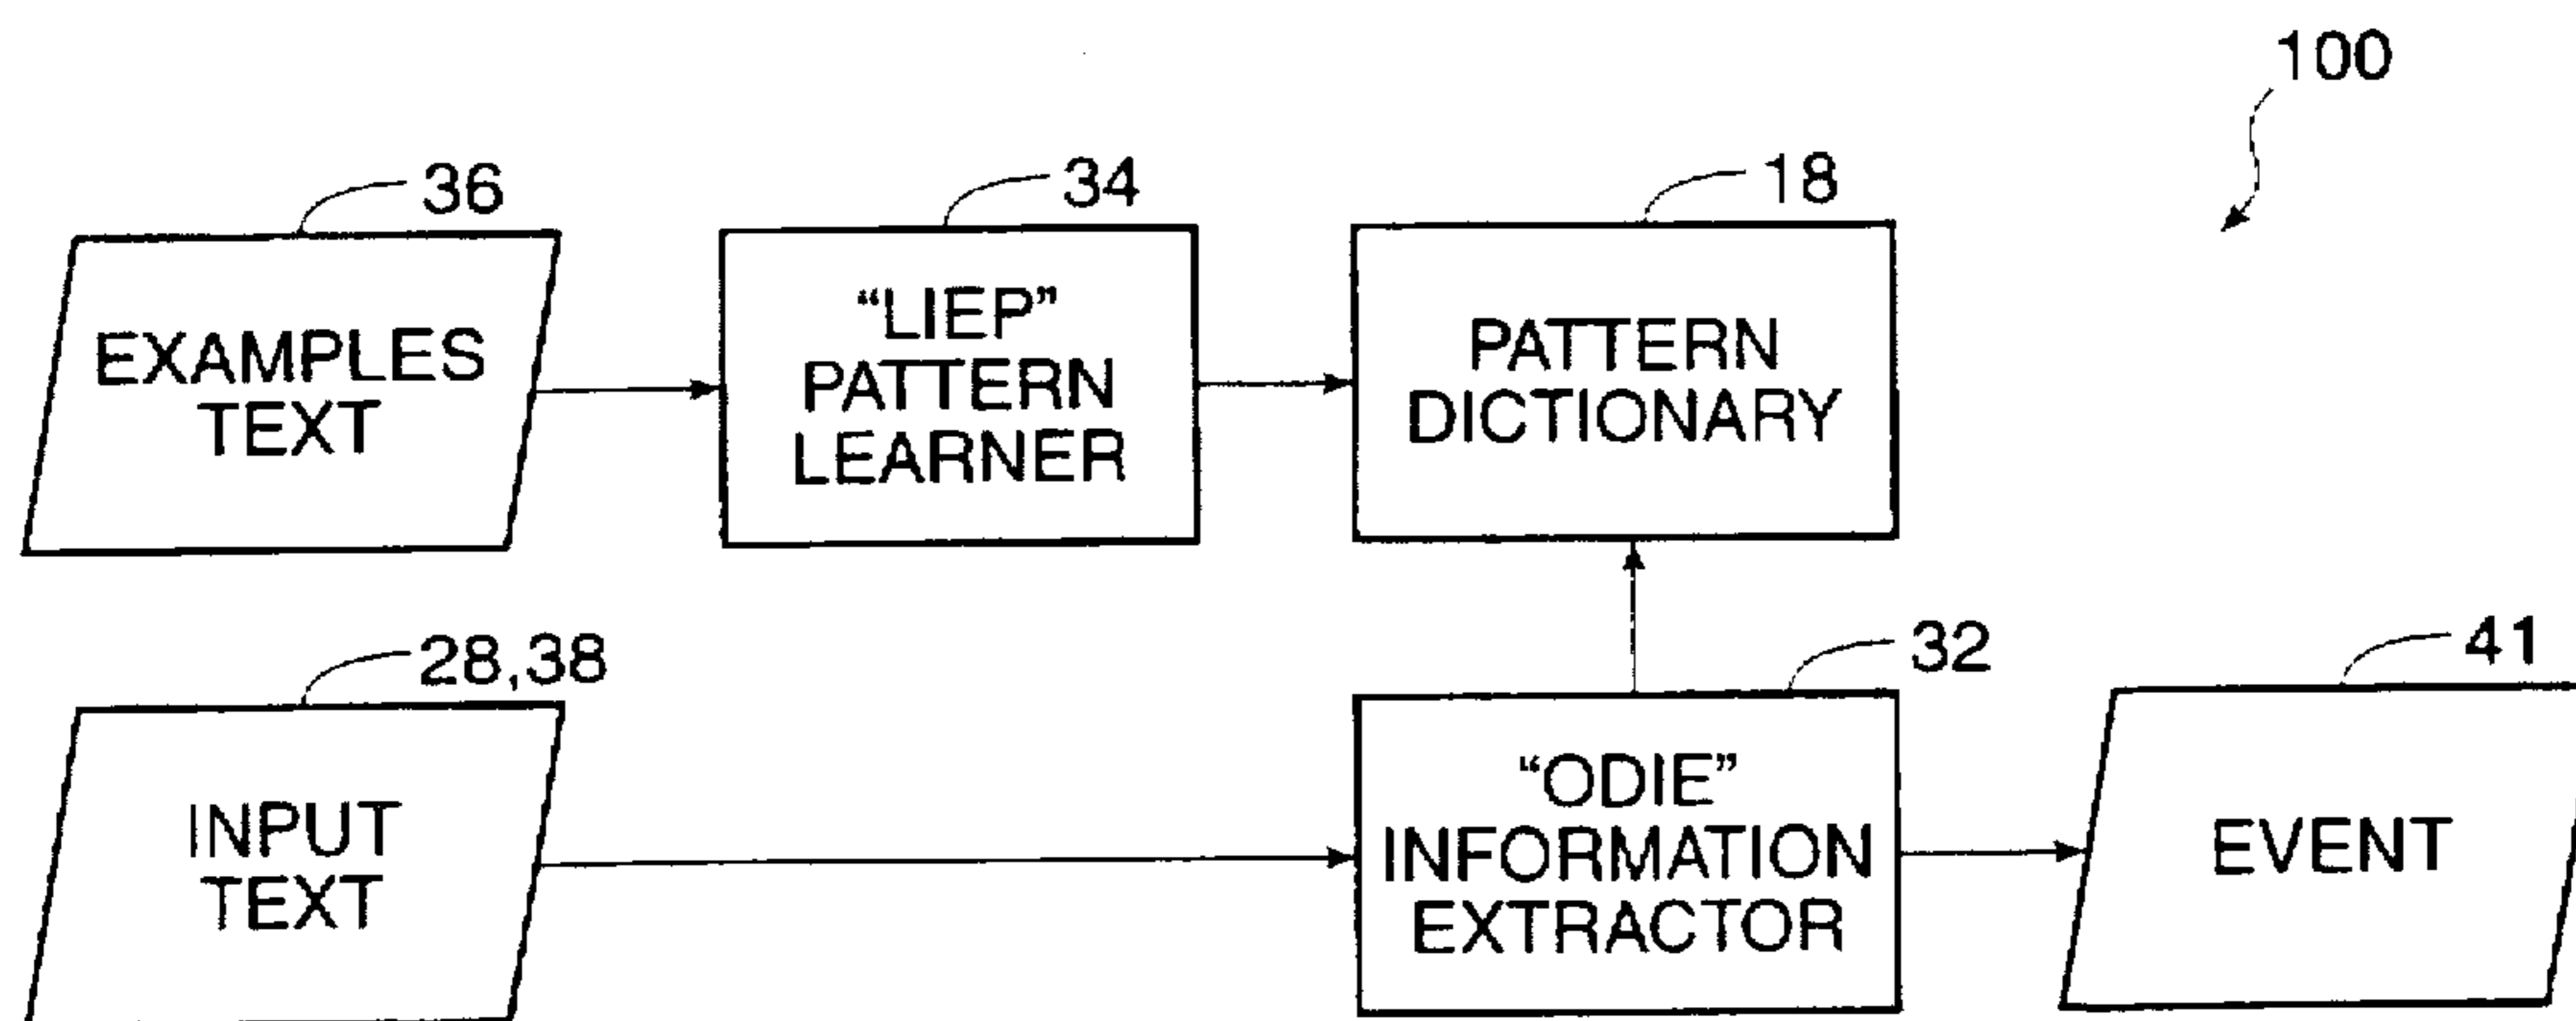 100
36
34
18
EXAMPLES
TEXT
“LIEP”
PATTERN
LEARNER
PATTERN
DICTIONARY
28,38
32
41
INPUT
TEXT
“ODIE”
INFORMATION
EXTRACTOR
EVENT